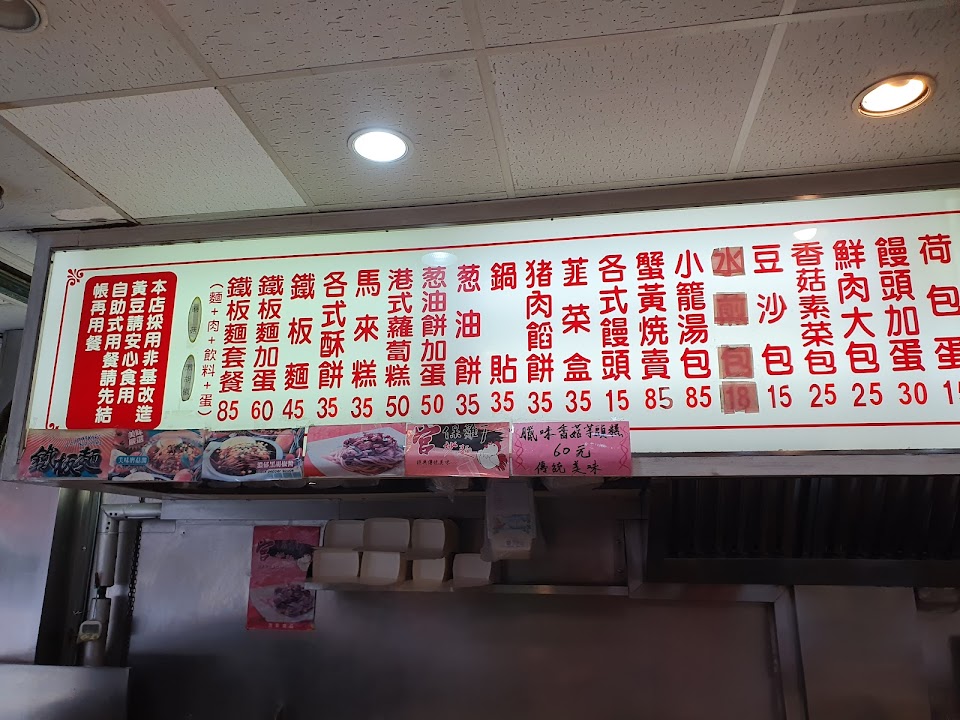 荷包蛋
饅頭加蛋 30
鮮肉大包 25
香菇素菜包 25
豆沙包 15
水煎包 18
小籠湯包 85
蟹黃燒賣 85
各式饅頭 15
韮菜盒 35
豬肉餡餅 35
鍋貼 35
葱油餅 35
葱油餅加蛋 50
港式蘿蔔糕 50
馬來糕 35
各式酥餅 35
鐵板麵 45
鐵板麵加蛋 60
鐵板麵套餐 85
(麵+肉+飲料+蛋)
本店採用非基改造
黃豆請安心食用
自助式用餐請先結
帳再用餐
鐵板麵
臘味香菇芋頭糕
60元
傳統美味